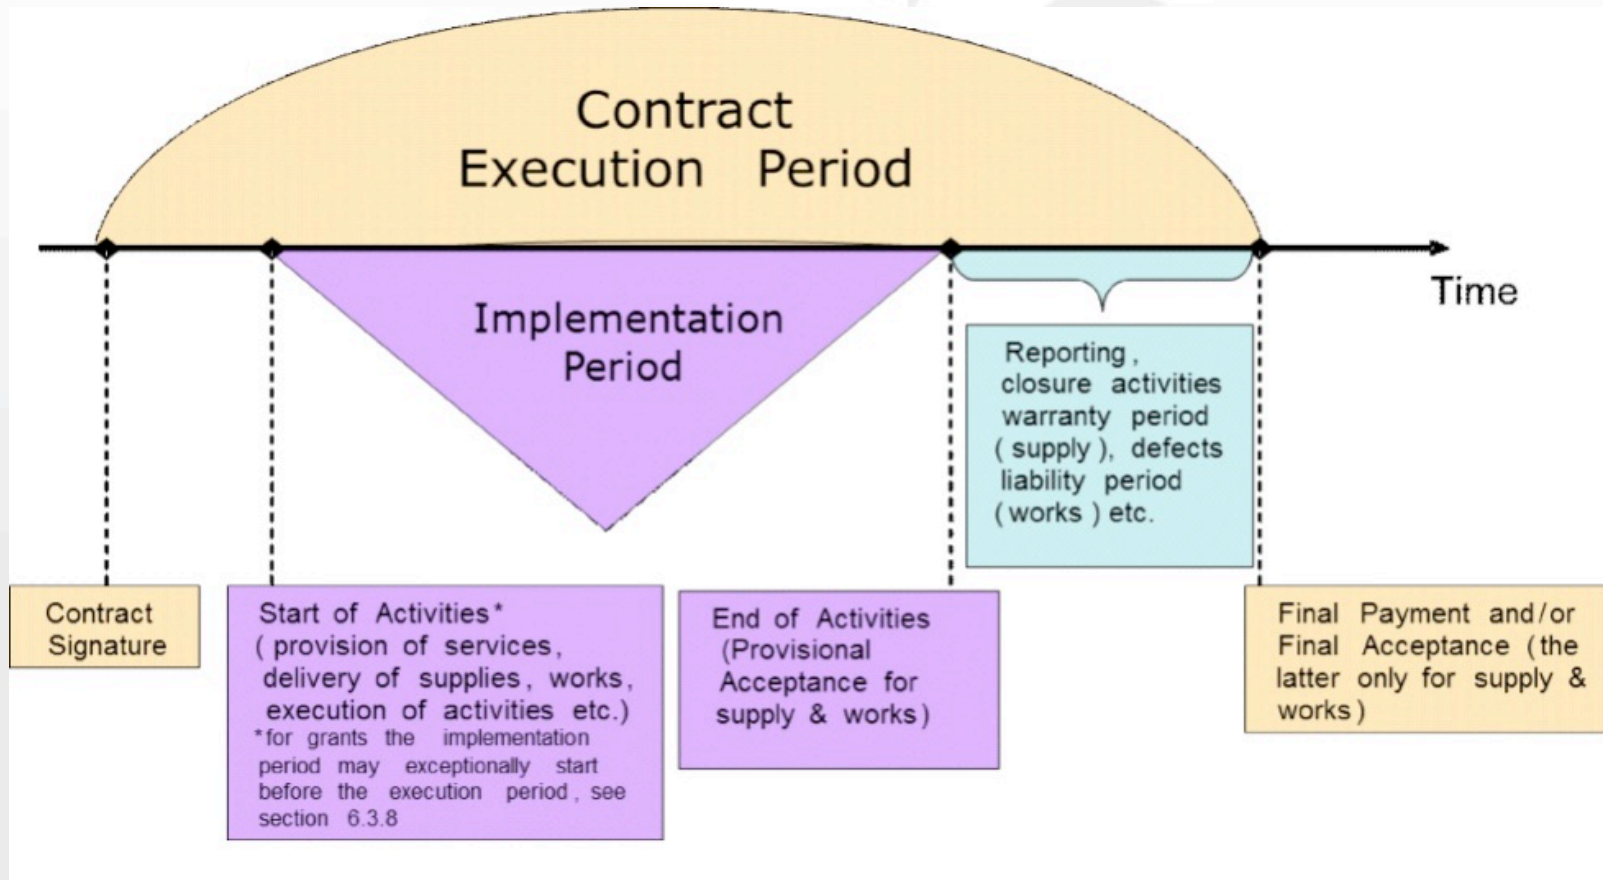 Contract
Execution Period
Time
Implementation
Period
Reporting,
closure activities
warranty period
(supply), defects
liability period
(works) etc.
Contract
Signature
Start of Activities*
(provision of services,
delivery of supplies, works,
execution of activities etc.)
*for grants the implementation
period may exceptionally start
before the execution period, see
section 6.3.8
End of Activities
(Provisional
Acceptance for
supply & works)
Final Payment and/or
Final Acceptance (the
latter only for supply &
works)